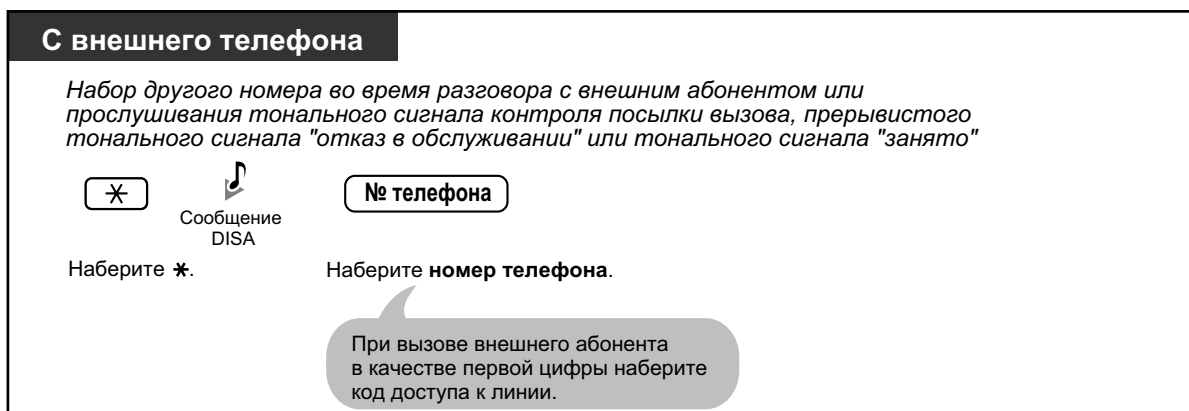 С внешнего телефона
Набор другого номера во время разговора с внешним абонентом или
прослушивания тонального сигнала контроля посылки вызова, прерывистого
тонального сигнала "отказ в обслуживании" или тонального сигнала "занято"
№ телефона
Сообщение
DISA
Наберите *.
Наберите номер телефона.
При вызове внешнего абонента
в качестве первой цифры наберите
код доступа к линии.